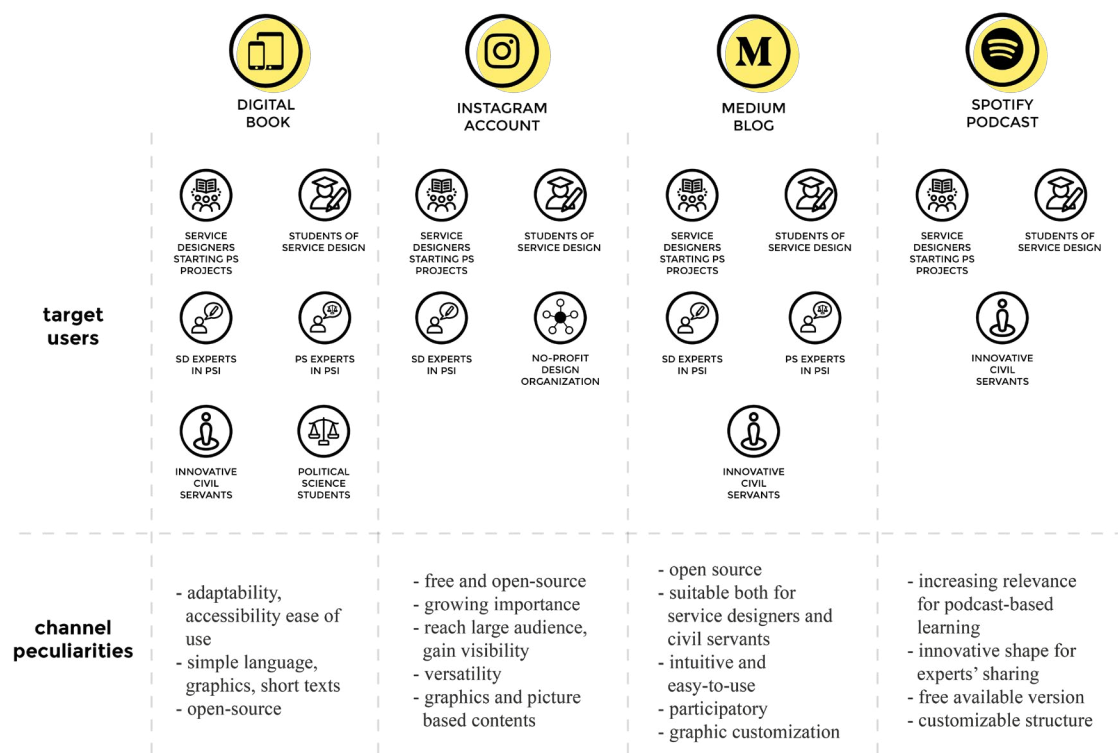 M
DIGITAL
BOOK
INSTAGRAM
ACCOUNT
MEDIUM
BLOG
SPOTIFY
PODCAST
target
users
SERVICE
DESIGNERS
STARTING PS
PROJECTS
STUDENTS OF
SERVICE DESIGN
SD EXPERTS
IN PSI
PS EXPERTS
IN PSI
INNOVATIVE
CIVIL
SERVANTS
POLITICAL
SCIENCE
STUDENTS
SERVICE
DESIGNERS
STARTING PS
PROJECTS
STUDENTS OF
SERVICE DESIGN
SD EXPERTS
IN PSI
NO-PROFIT
DESIGN
ORGANIZATION
SERVICE
DESIGNERS
STARTING PS
PROJECTS
STUDENTS OF
SERVICE DESIGN
SD EXPERTS
IN PSI
PS EXPERTS
IN PSI
INNOVATIVE
CIVIL
SERVANTS
SERVICE
DESIGNERS
STARTING PS
PROJECTS
STUDENTS OF
SERVICE DESIGN
INNOVATIVE
CIVIL
SERVANTS
channel
peculiarities
- adaptability,
accessibility ease of
use
- simple language,
graphics, short texts
- open-source
- free and open-source
- growing importance
- reach large audience,
gain visibility
- versatility
- graphics and picture
based contents
- open source
- suitable both for
service designers and
civil servants
- intuitive and
easy-to-use
- participatory
- graphic customization
- increasing relevance
for podcast-based
learning
- innovative shape for
experts' sharing
- free available version
- customizable structure